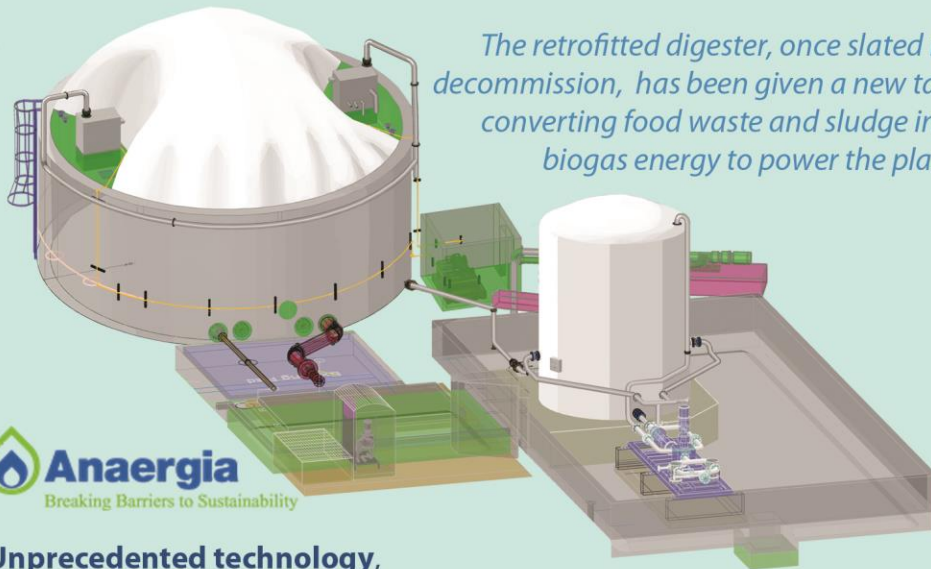 The retrofitted digester, once slated
decommission, has been given a new
converting food waste and sludge
biogas energy to power the
Anaergia
Breaking Barriers to Sustainability
Unprecedented technology,